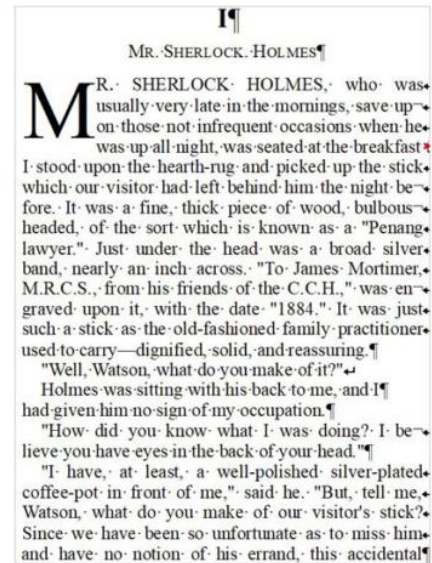 I¶
MR.·SHERLOCK.·HOLMES¶
MR.· SHERLOCK· HOLMES,· who· was
usually·very·late·in·the·mornings,·save·up¬
on·those·not·infrequent·occasions·when·he
was·up·all·night,·was·seated·at·the·breakfast
I·stood·upon·the·hearth-rug·and·picked·up·the·stick
which·our·visitor·had·left·behind·him·the·night·be¬
fore.·It·was·a·fine,·thick·piece·of·wood,·bulbous¬
headed,·of·the·sort·which·is·known·as·a·"Penang
lawyer."·Just·under·the·head·was·a·broad·silver
band,·nearly·an·inch·across.·"To·James·Mortimer,
M.R.C.S.,·from·his·friends·of·the·C.C.H.,"·was·en¬
graved·upon·it,·with·the·date·"1884."·It·was·just
such·a·stick·as·the·old-fashioned·family·practitioner
used·to·carry—dignified,·solid,·and·reassuring.¶
"Well,·Watson,·what·do·you·make·of·it?"↵
Holmes·was·sitting·with·his·back·to·me,·and·I¶
had·given·him·no·sign·of·my·occupation.¶
"How·did·you·know·what·I·was·doing?·I·be¬
lieve·you·have·eyes·in·the·back·of·your·head."¶
"I·have,·at·least,·a·well-polished·silver-plated
coffee-pot·in·front·of·me,"·said·he.·"But,·tell·me,
Watson,·what·do·you·make·of·our·visitor's·stick?
Since·we·have·been·so·unfortunate·as·to·miss·him
and·have·no·notion·of·his·errand,·this·accidental¶